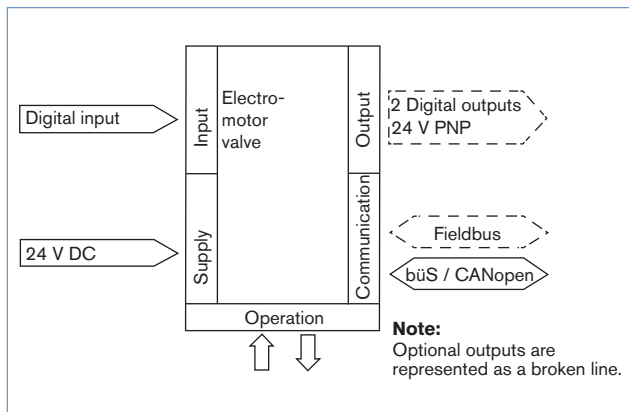 Digital input
Input
Electro-
motor
valve
Output
2 Digital outputs
24 V PNP
24 V DC
Supply
Communication
Fieldbus
büS / CANopen
Operation
Note:
Optional outputs are
represented as a broken line.